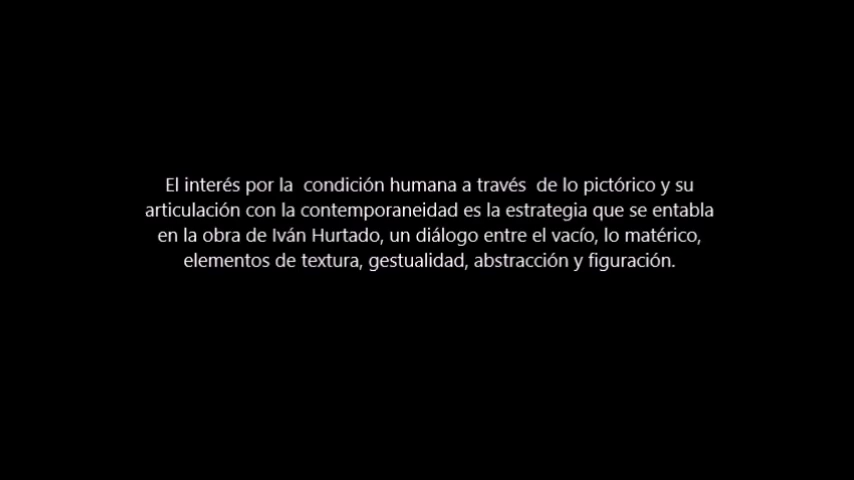 El interés por la  condición humana a través  de lo pictórico y su
articulación con la contemporaneidad es la estrategia que se entabla
en la obra de Iván Hurtado, un diálogo entre el vacío, lo matérico,
elementos de textura, gestualidad, abstracción y figuración.